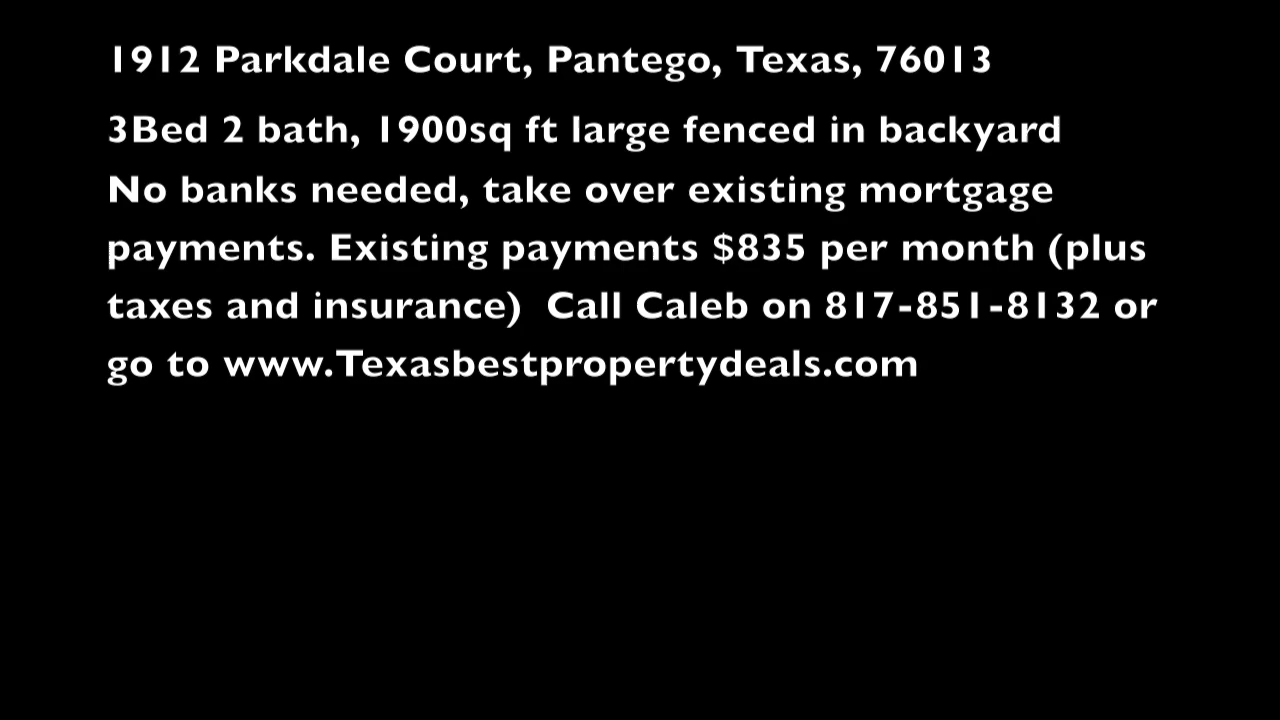 1912 Parkdale Court, Pantego, Texas, 76013
3Bed 2 bath, 1900sq ft large fenced in backyard
No banks needed, take over existing mortgage
payments. Existing payments $835 per month (plus
taxes and insurance)  Call Caleb on 817-851-8132 or
go to www.Texasbestpropertydeals.com